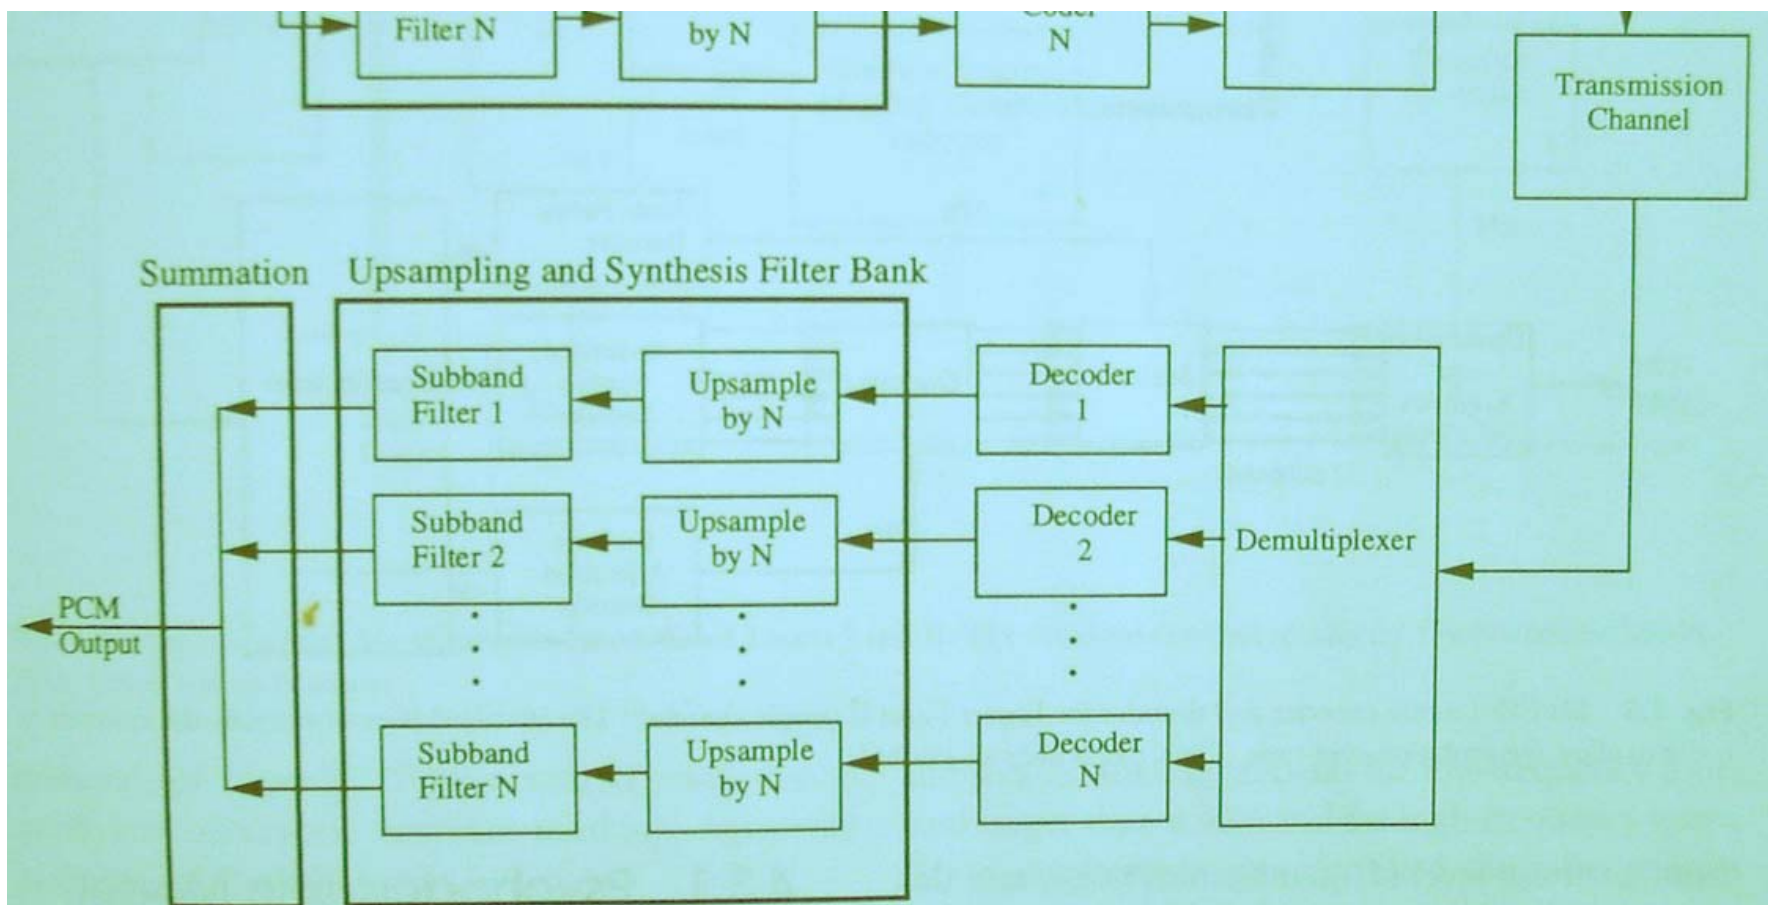 Filter N
by N
Coder
N
Transmission
Channel
Summation
Upsampling and Synthesis Filter Bank
Subband
Filter 1
Upsample
by N
Decoder
1
Subband
Filter 2
Upsample
by N
Decoder
2
Demultiplexer
PCM
Output
Subband
Filter N
Upsample
by N
Decoder
N